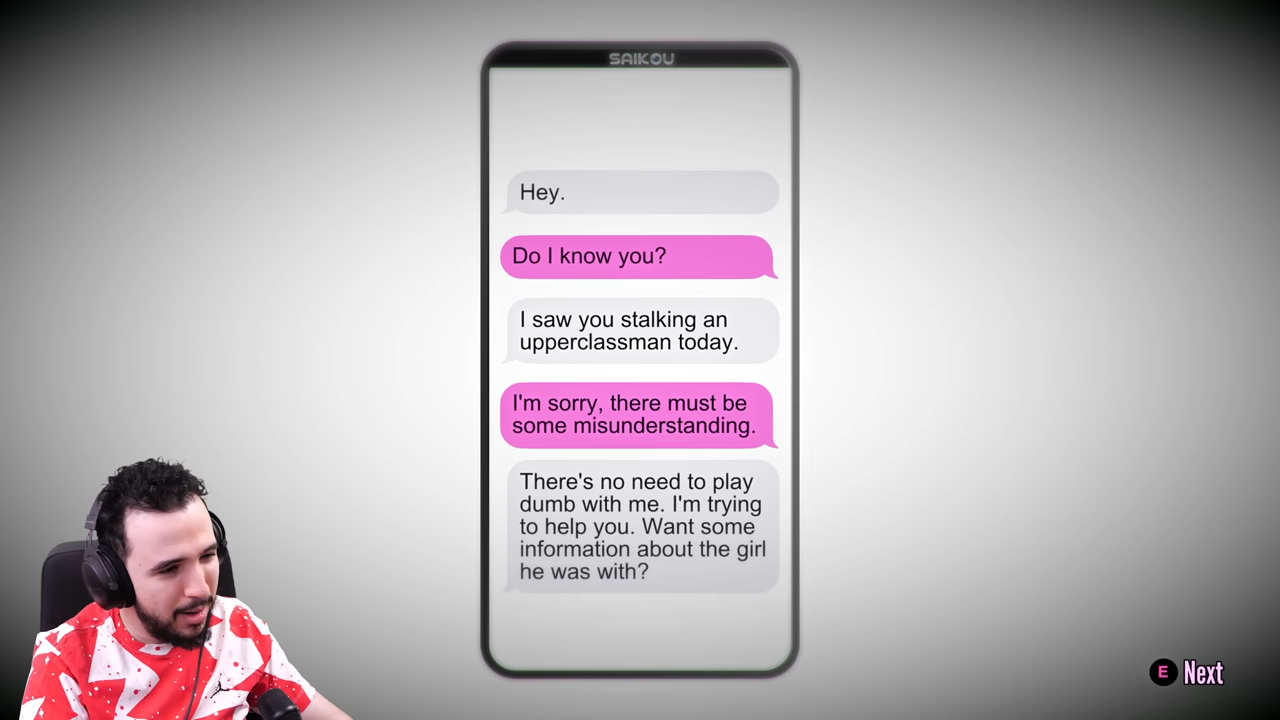 SAIKOU
Hey.
Do I know you?
I saw you stalking an
upperclassman today.
I'm sorry, there must be
some misunderstanding.
There's no need to play
dumb with me. I'm trying
to help you. Want some
information about the girl
he was with?
E Next